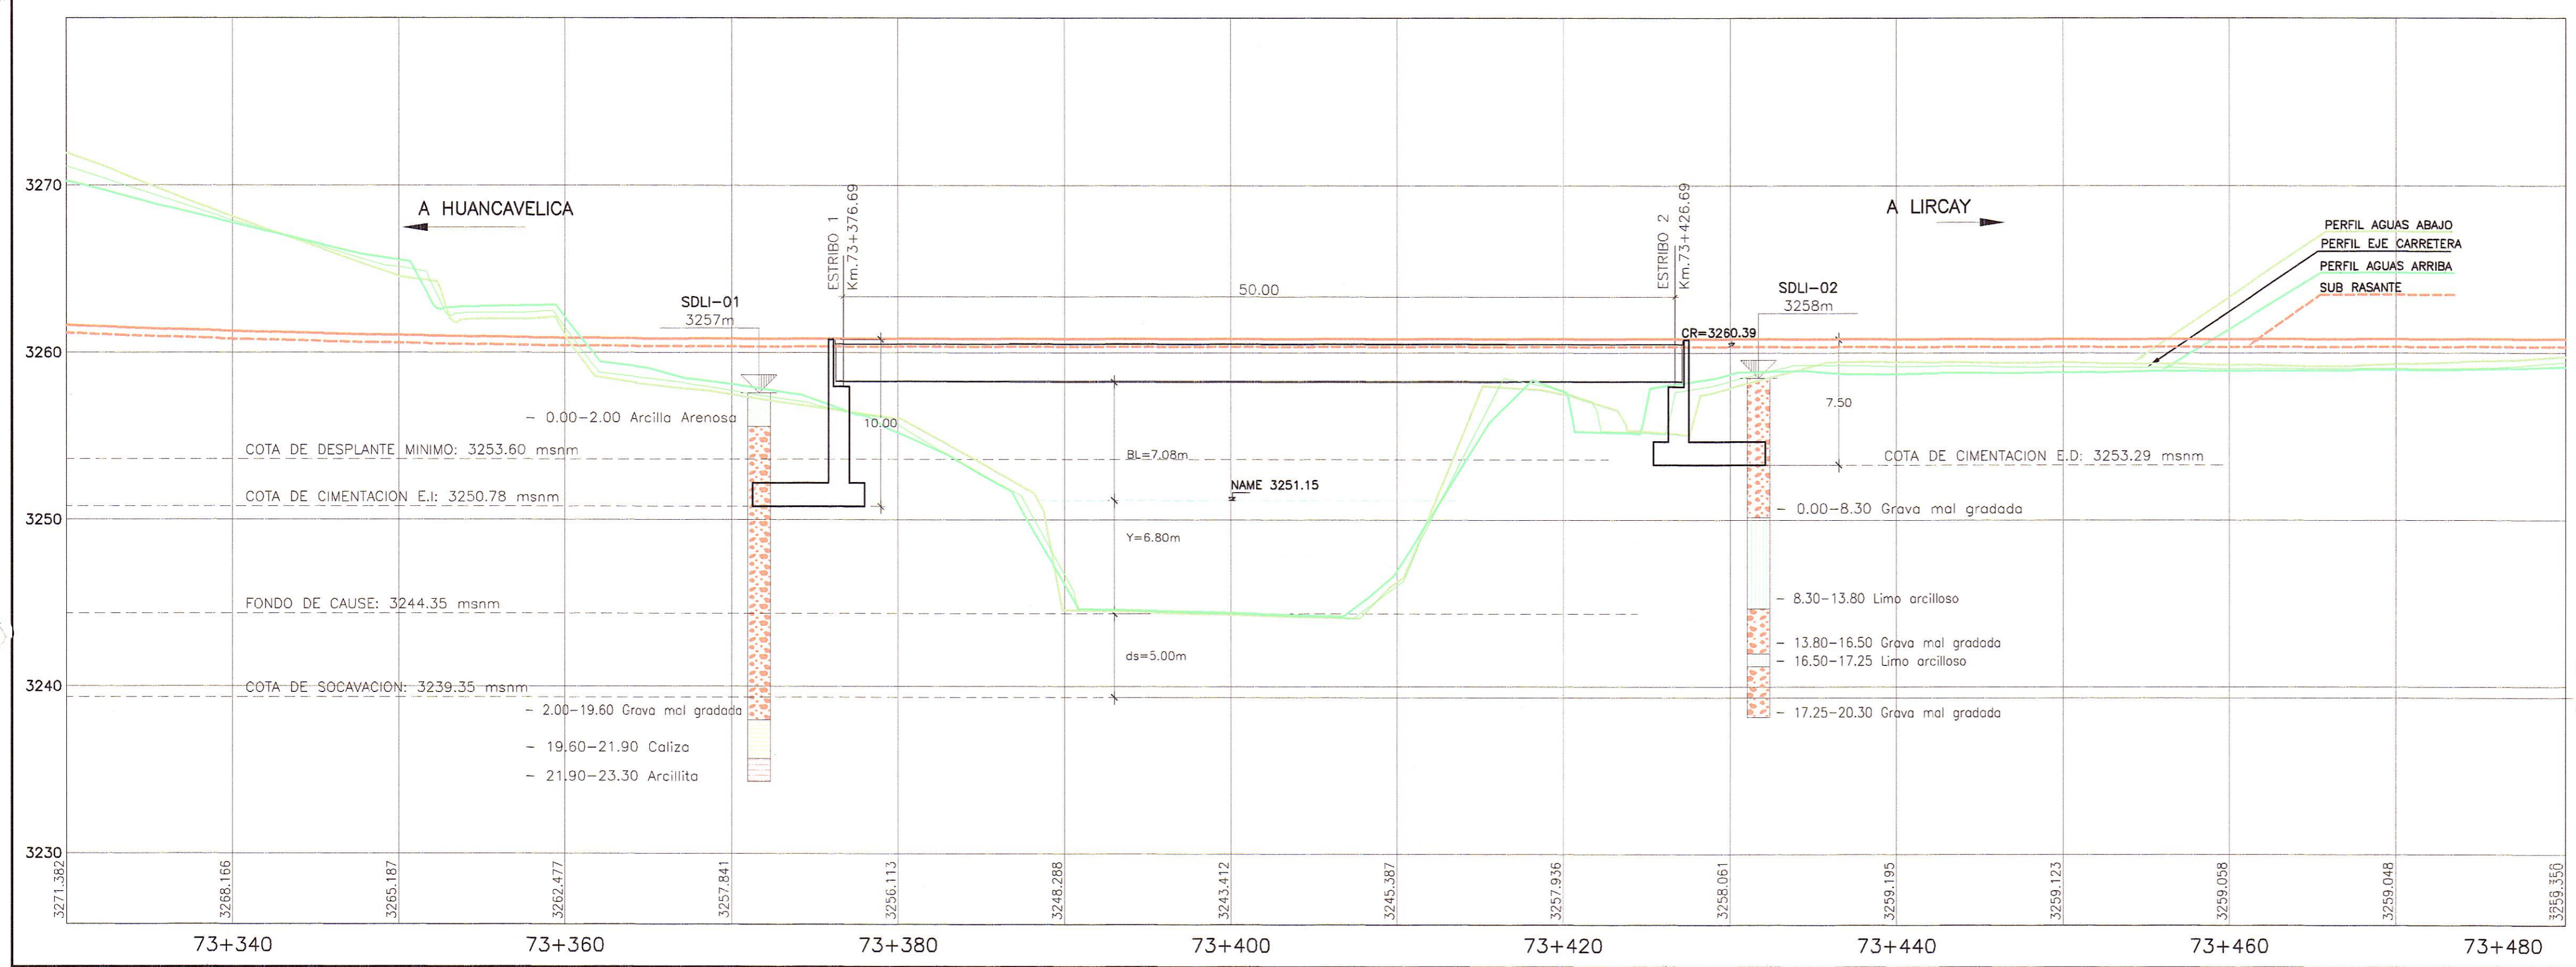 3270
3260
3250
3240
3230
A HUANCAVELICA
A LIRCAY
ESTRIBO 1
Km.73+376.69
ESTRIBO 2
Km.73+426.69
50.00
SDLI-01
3257m
SDLI-02
3258m
PERFIL AGUAS ABAJO
PERFIL EJE CARRETERA
PERFIL AGUAS ARRIBA
SUB RASANTE
CR=3260.39
10.00
7.50
- 0.00-2.00 Arcilla Arenosa
COTA DE DESPLANTE MINIMO: 3253.60 msnm
BL=7.08m
COTA DE CIMENTACION E.D: 3253.29 msnm
COTA DE CIMENTACION E.I: 3250.78 msnm
NAME 3251.15
- 0.00-8.30 Grava mal gradada
Y=6.80m
FONDO DE CAUSE: 3244.35 msnm
- 8.30-13.80 Limo arcilloso
- 13.80-16.50 Grava mal gradada
ds=5.00m
- 16.50-17.25 Limo arcilloso
COTA DE SOCAVACION: 3239.35 msnm
- 2.00-19.60 Grava mal gradada
- 17.25-20.30 Grava mal gradada
- 19.60-21.90 Caliza
- 21.90-23.30 Arcillita
3271.382
3268.166
3265.187
3262.477
3257.841
3256.113
3248.288
3243.412
3245.387
3257.936
3258.061
3259.195
3259.123
3259.058
3259.048
73+340
73+360
73+380
73+400
73+420
73+440
73+460
73+480